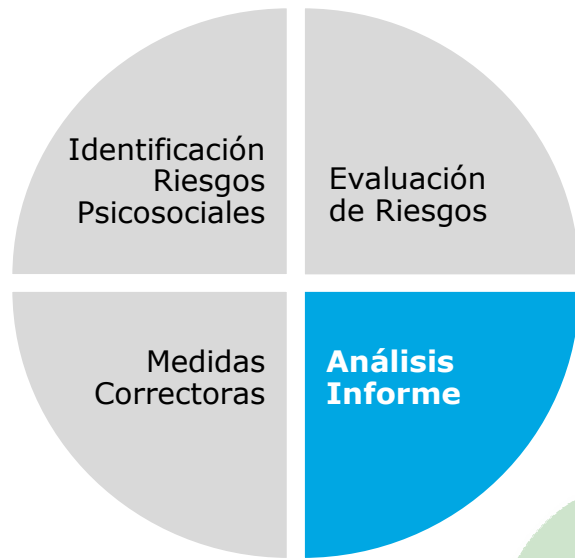 Identificación
Riesgos
Psicosociales
Evaluación
de Riesgos
Medidas
Correctoras
Análisis
Informe